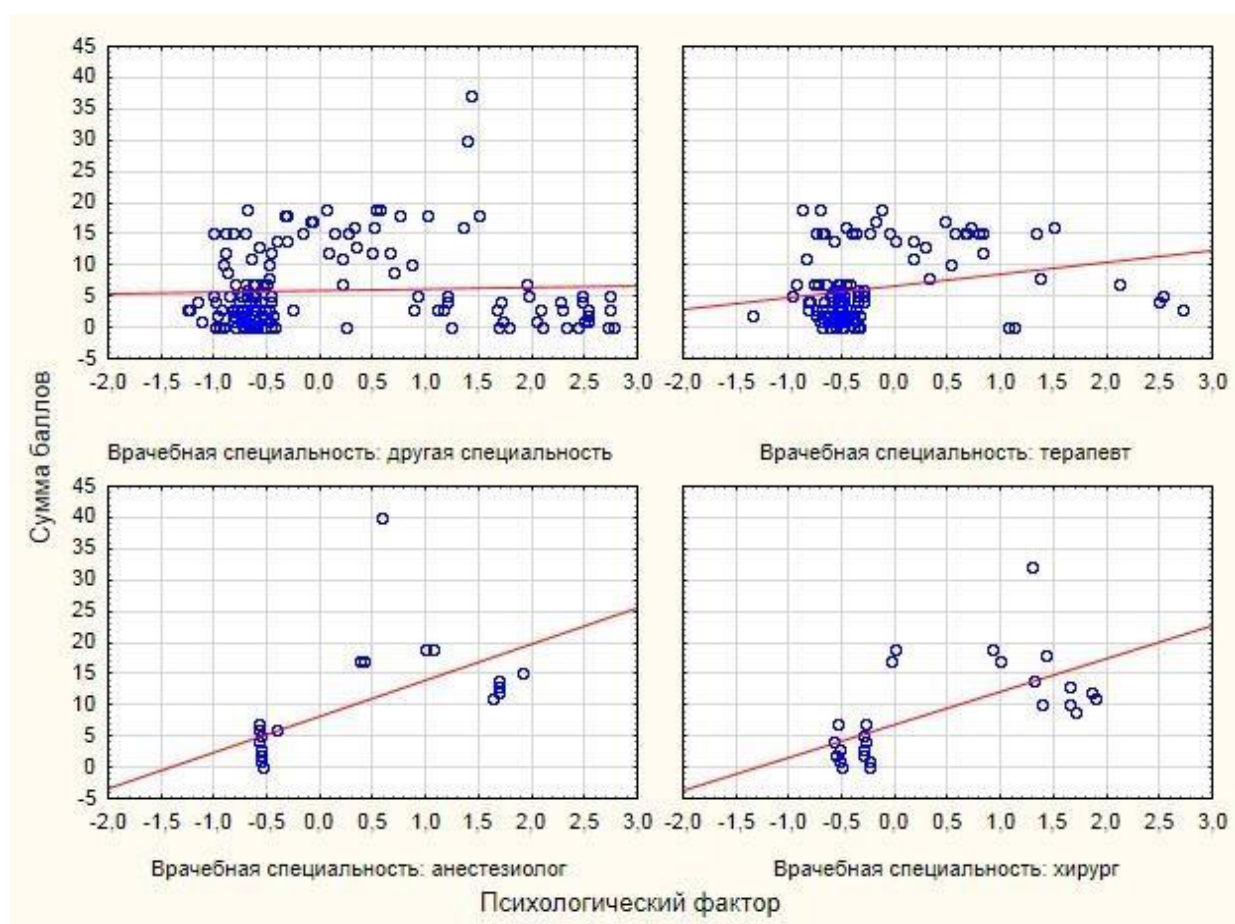 45
40
35
30
25
20
15
10
5
0
-5
-2,0 -1,5 -1,0 -0,5 0,0 0,5 1,0 1,5 2,0 2,5 3,0
-2,0 -1,5 -1,0 -0,5 0,0 0,5 1,0 1,5 2,0 2,5 3,0
Врачебная специальность: другая специальность
Врачебная специальность: терапевт
Сумма баллов
45
40
35
30
25
20
15
10
5
0
-5
-2,0 -1,5 -1,0 -0,5 0,0 0,5 1,0 1,5 2,0 2,5 3,0
-2,0 -1,5 -1,0 -0,5 0,0 0,5 1,0 1,5 2,0 2,5 3,0
Врачебная специальность: анестезиолог
Врачебная специальность: хирург
Психологический фактор